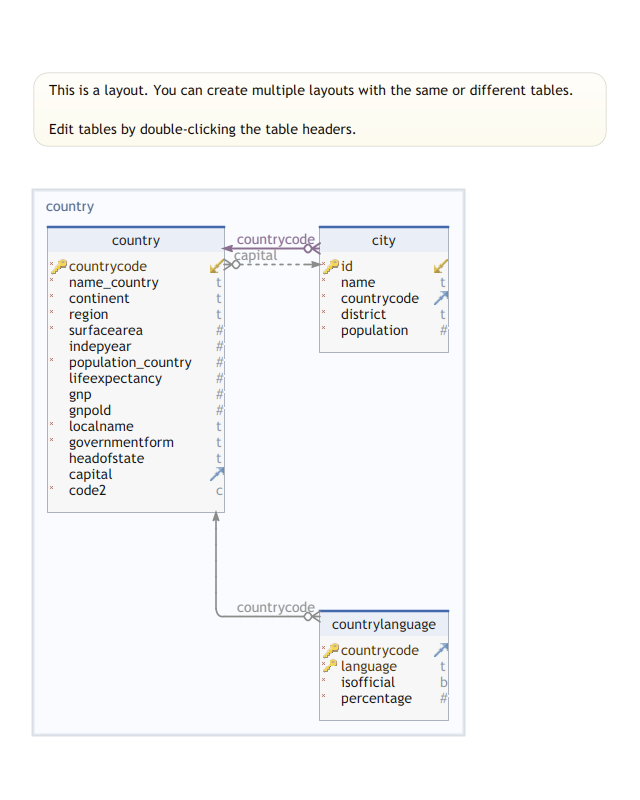 This is a layout. You can create multiple layouts with the same or different tables.
Edit tables by double-clicking the table headers.
country
country
countrycode
name_country t
continent t
region t
surfacearea #
indepyear #
population_country #
lifeexpectancy #
gnp #
gnpold #
localname t
governmentform t
headofstate t
capital
code2 c
countrycode
capital
city
id
name t
countrycode
district t
population #
countrycode
countrylanguage
countrycode
language t
isofficial b
percentage #